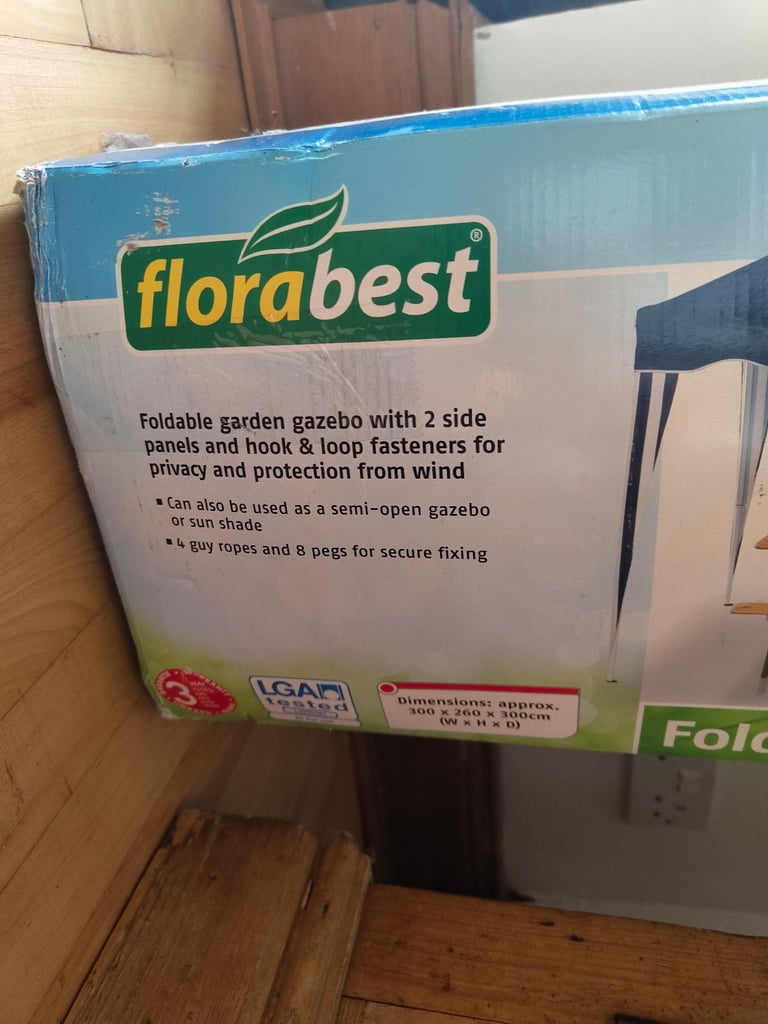 florabest®
Foldable garden gazebo with 2 side
panels and hook & loop fasteners for
privacy and protection from wind
▪ Can also be used as a semi-open gazebo
or sun shade
▪ 4 guy ropes and 8 pegs for secure fixing
3
LGA
tested
Dimensions: approx.
300 x 260 x 300cm
(W x H x D)